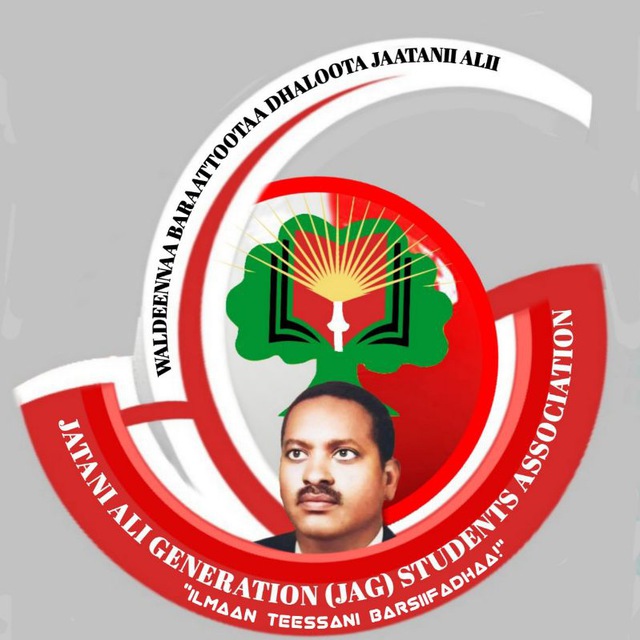 WALDEENNAA BARAATTOOTAA DHALOOTA JAATANII ALII
JATANI ALI GENERATION (JAG) STUDENTS ASSOCIATION
"ILMAAN TEESSANI BARSIIFADHAA!"